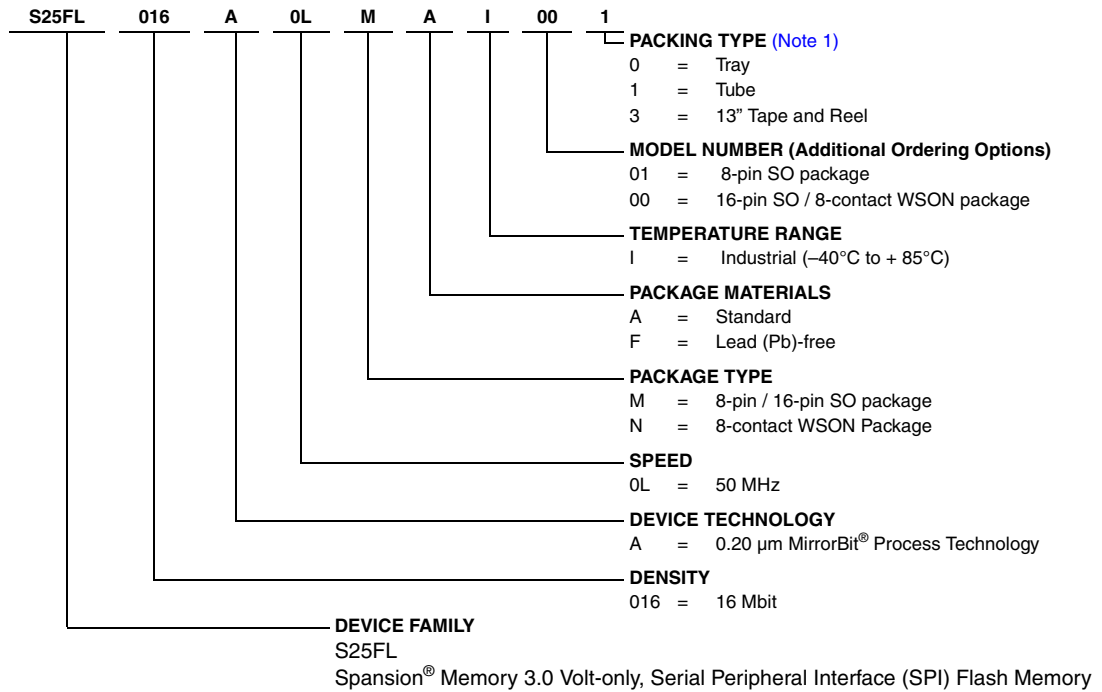 S25FL 016 A 0L M A I 00 1
PACKING TYPE (Note 1)
0 = Tray
1 = Tube
3 = 13” Tape and Reel
MODEL NUMBER (Additional Ordering Options)
01 = 8-pin SO package
00 = 16-pin SO / 8-contact WSON package
TEMPERATURE RANGE
I = Industrial (–40°C to + 85°C)
PACKAGE MATERIALS
A = Standard
F = Lead (Pb)-free
PACKAGE TYPE
M = 8-pin / 16-pin SO package
N = 8-contact WSON Package
SPEED
0L = 50 MHz
DEVICE TECHNOLOGY
A = 0.20 µm MirrorBit® Process Technology
DENSITY
016 = 16 Mbit
DEVICE FAMILY
S25FL
Spansion® Memory 3.0 Volt-only, Serial Peripheral Interface (SPI) Flash Memory